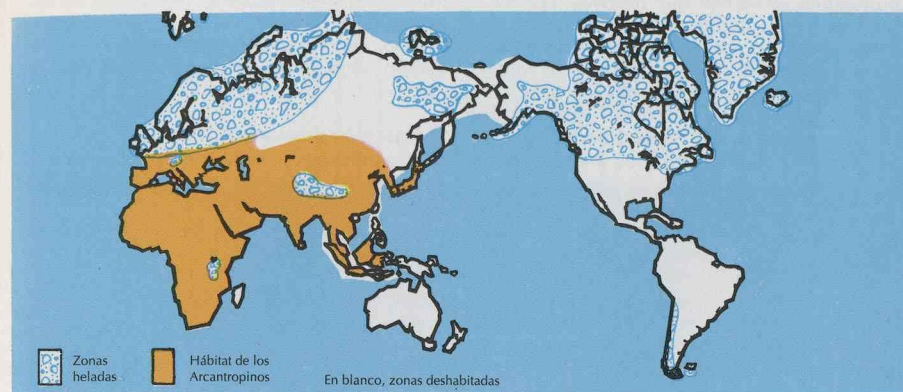 Zonas
heladas
Hábitat de los
Arcantropinos
En blanco, zonas deshabitadas